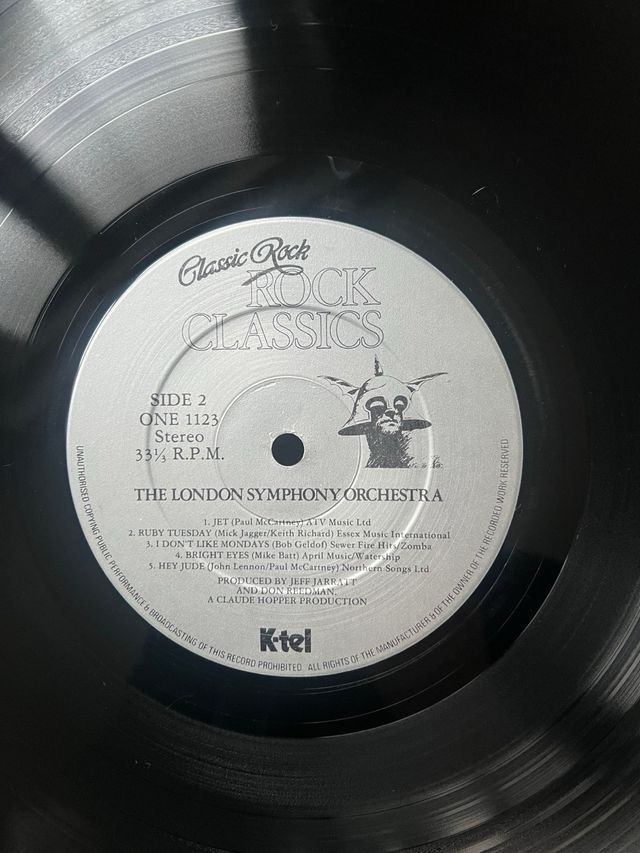 Classic Rock
ROCK
CLASSICS
SIDE 2
ONE 1123
Stereo
33⅓ R.P.M.
THE LONDON SYMPHONY ORCHESTRA
1. JET (Paul McCartney) ATV Music Ltd
2. RUBY TUESDAY (Mick Jagger/Keith Richard) Essex Music International
3. I DON'T LIKE MONDAYS (Bob Geldof) Sewer Fire Hits/Zomba
4. BRIGHT EYES (Mike Batt) April Music/Watership
5. HEY JUDE (John Lennon/Paul McCartney) Northern Songs Ltd
PRODUCED BY JEFF JARRATT
AND DON REEDMAN.
A CLAUDE HOPPER PRODUCTION
K-tel
UNAUTHORISED COPYING PUBLIC PERFORMANCE & BROADCASTING OF THIS RECORD PROHIBITED. ALL RIGHTS OF THE MANUFACTURER & OF THE OWNER OF THE RECORDED WORK RESERVED